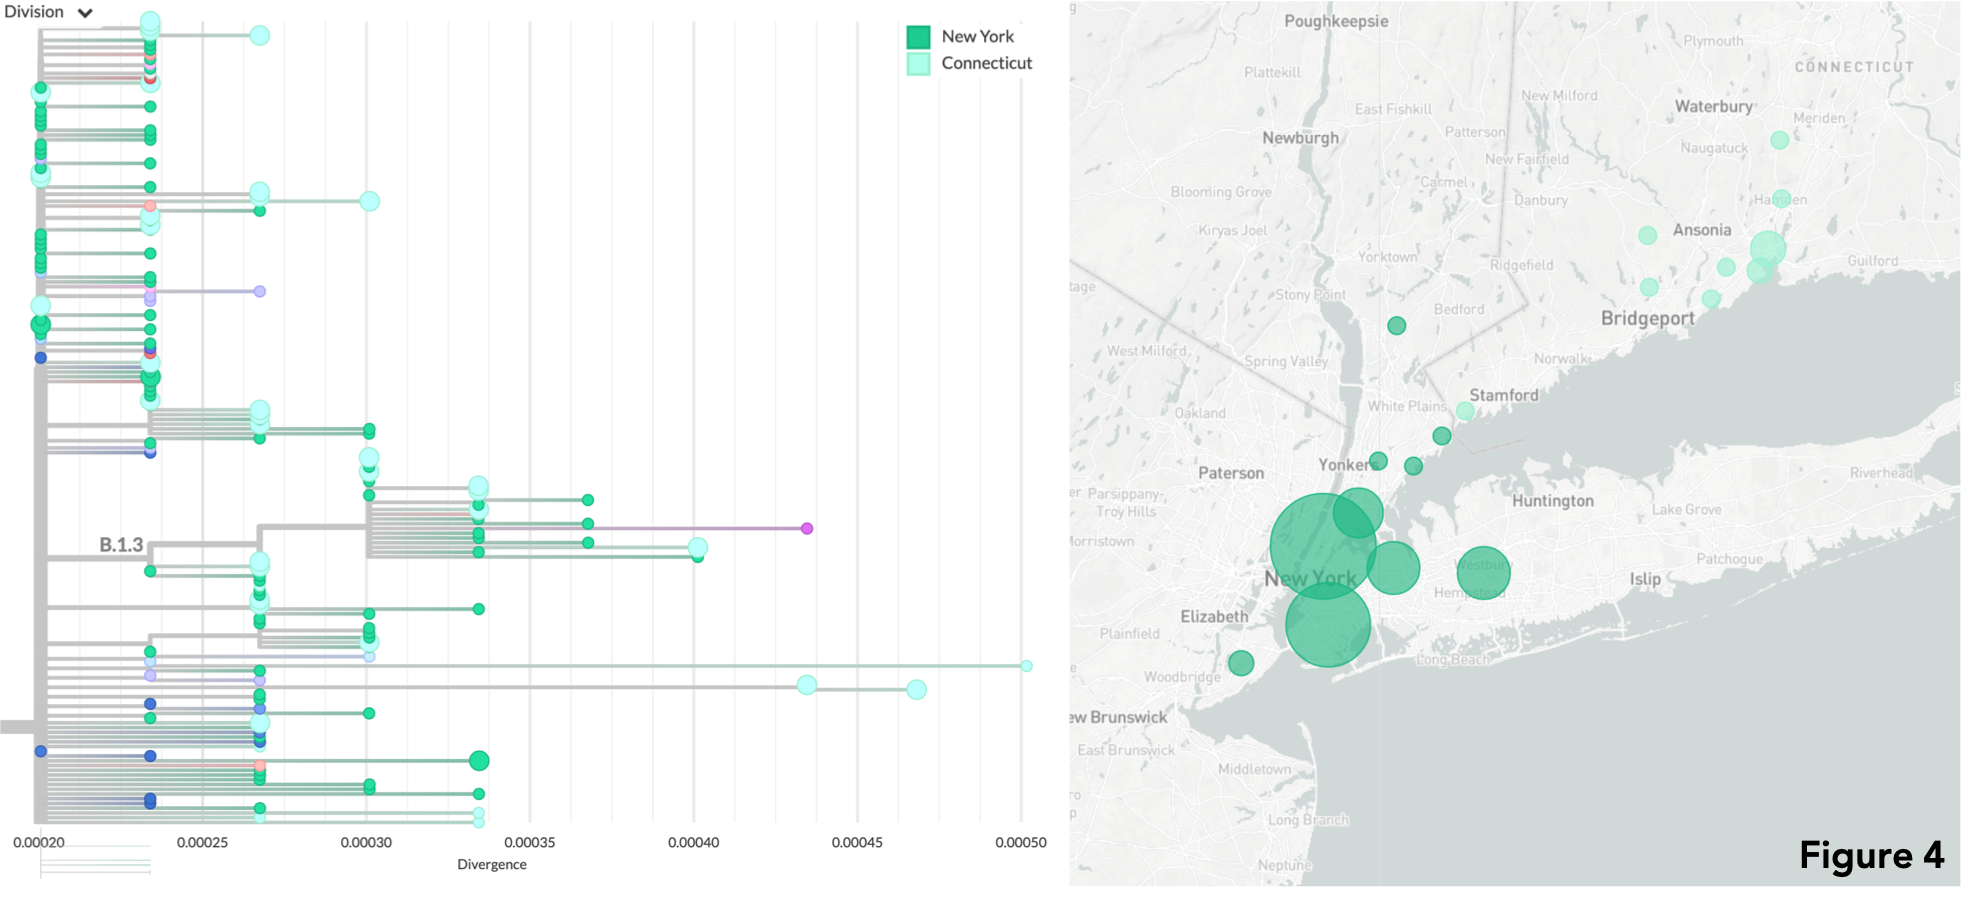 Division
New York
Connecticut
B.1.3
0.00020
0.00025
0.00030
0.00035
0.00040
0.00045
0.00050
Divergence
Poughkeepsie
Plymouth
CONNECTICUT
Plattekill
East Fishkill
New Milford
Waterbury
Meriden
Newburgh
Patterson
Naugatuck
New Fairfield
Blooming Grove
Carmel
Danbury
Hamden
Kiryas Joel
Ansonia
Yorktown
Ridgefield
Guilford
tage
Stony Point
Bedford
Bridgeport
West Milford
Spring Valley
Norwalk
Stamford
Oakland
White Plains
Yonkers
Paterson
Riverhead
er Parsippany-
Troy Hills
Huntington
Lake Grove
Morristown
Patchogue
Westbury
New York
Islip
Hempstead
Elizabeth
Plainfield
Long Beach
Woodbridge
ew Brunswick
East Brunswick
Middletown
ro
p
Long Branch
Neptune
Figure 4